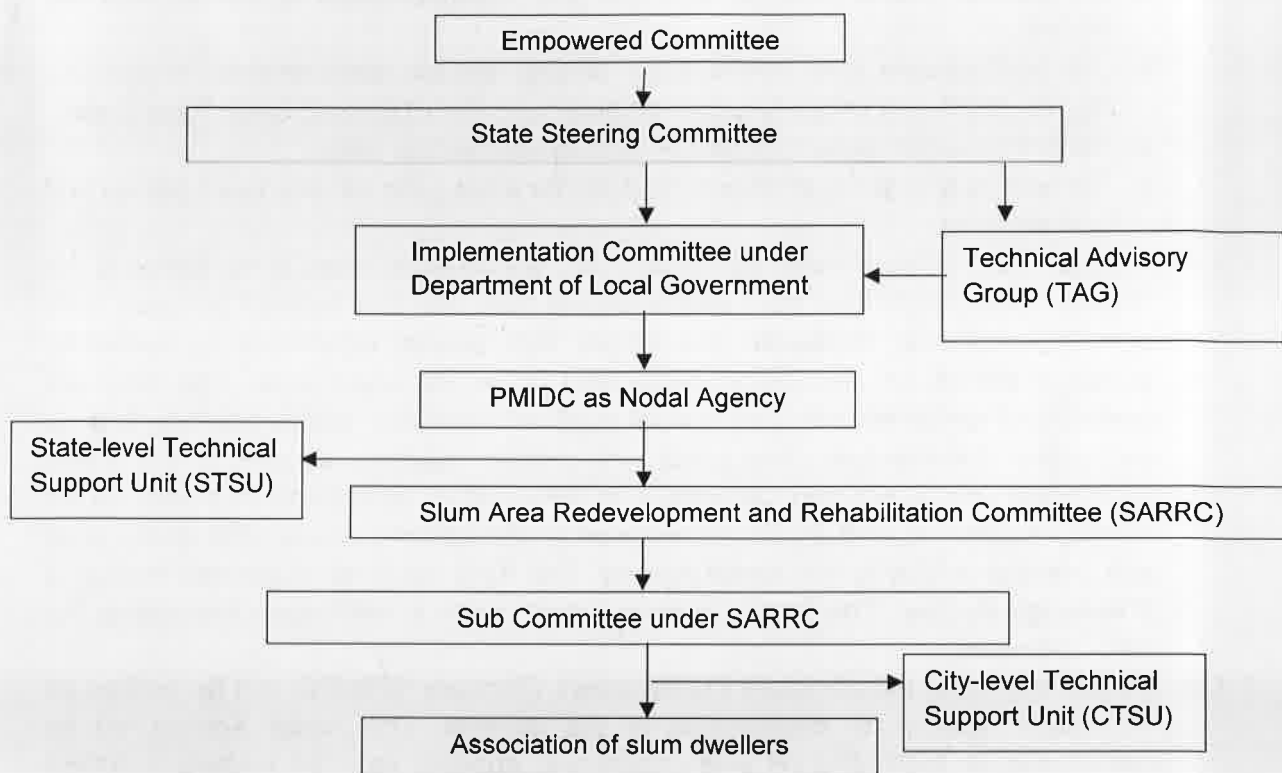 Empowered Committee
State Steering Committee
Implementation Committee under
Department of Local Government
Technical Advisory
Group (TAG)
PMIDC as Nodal Agency
State-level Technical
Support Unit (STSU)
Slum Area Redevelopment and Rehabilitation Committee (SARRC)
Sub Committee under SARRC
City-level Technical
Support Unit (CTSU)
Association of slum dwellers